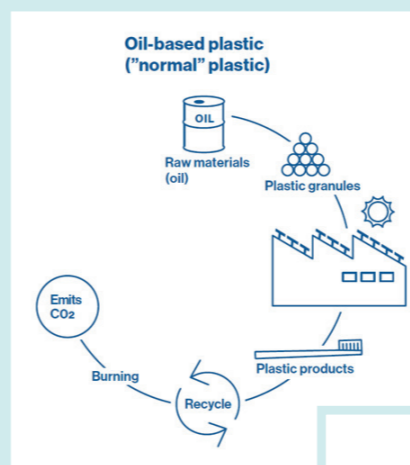 Oil-based plastic
("normal" plastic)
OIL
Raw materials
(oil)
Plastic granules
Plastic products
Recycle
Burning
Emits
CO2